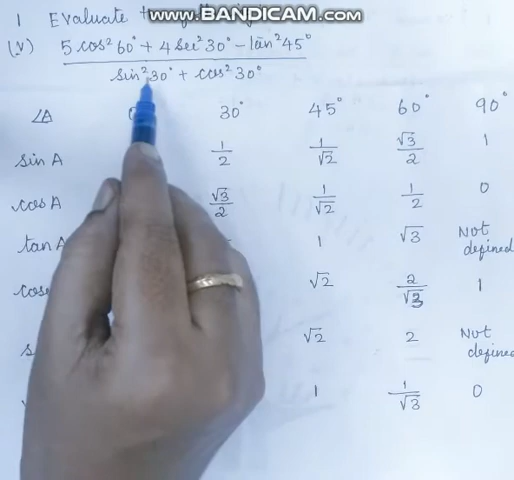 www.BANDICAM.com
1 Evaluate
(v) 5 cos² 60° + 4 sec² 30° - tan² 45°
sin² 30° + cos² 30°
∠A 30° 45° 60° 90°
sin A 1/2 1/√2 √3/2 1
cos A √3/2 1/√2 1/2 0
tan A 1 √3 Not defined
√2 2/√3 1
√2 2 Not defined
1 1/√3 0